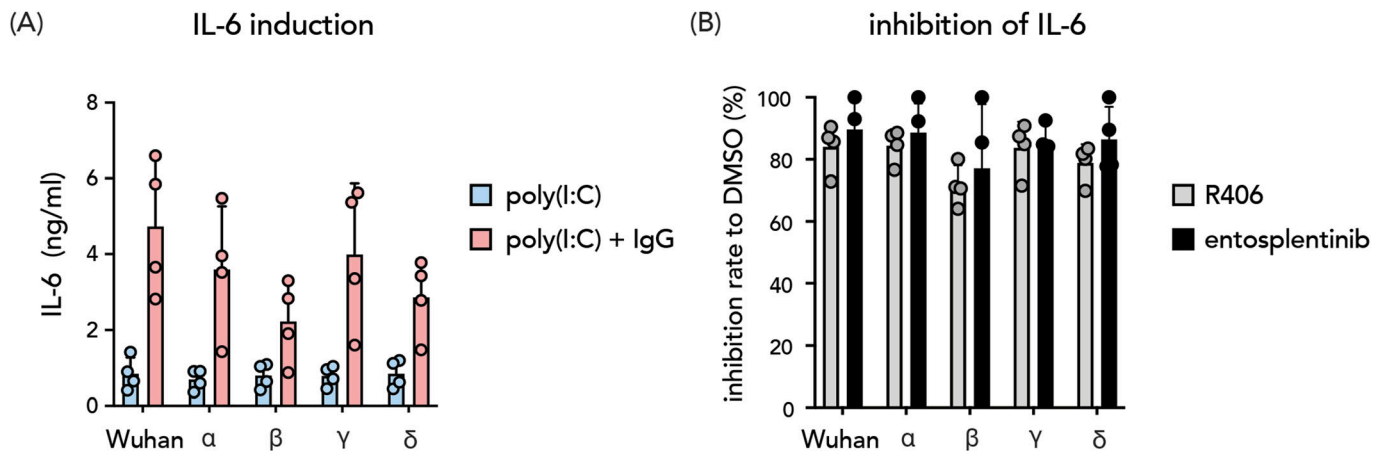 (A)
IL-6 induction
IL-6 (ng/ml)
8
6
4
2
0
Wuhan α β γ δ
poly(I:C)
poly(I:C) + IgG
(B)
inhibition of IL-6
inhibition rate to DMSO (%)
100
80
60
40
20
0
Wuhan α β γ δ
R406
entosplentinib